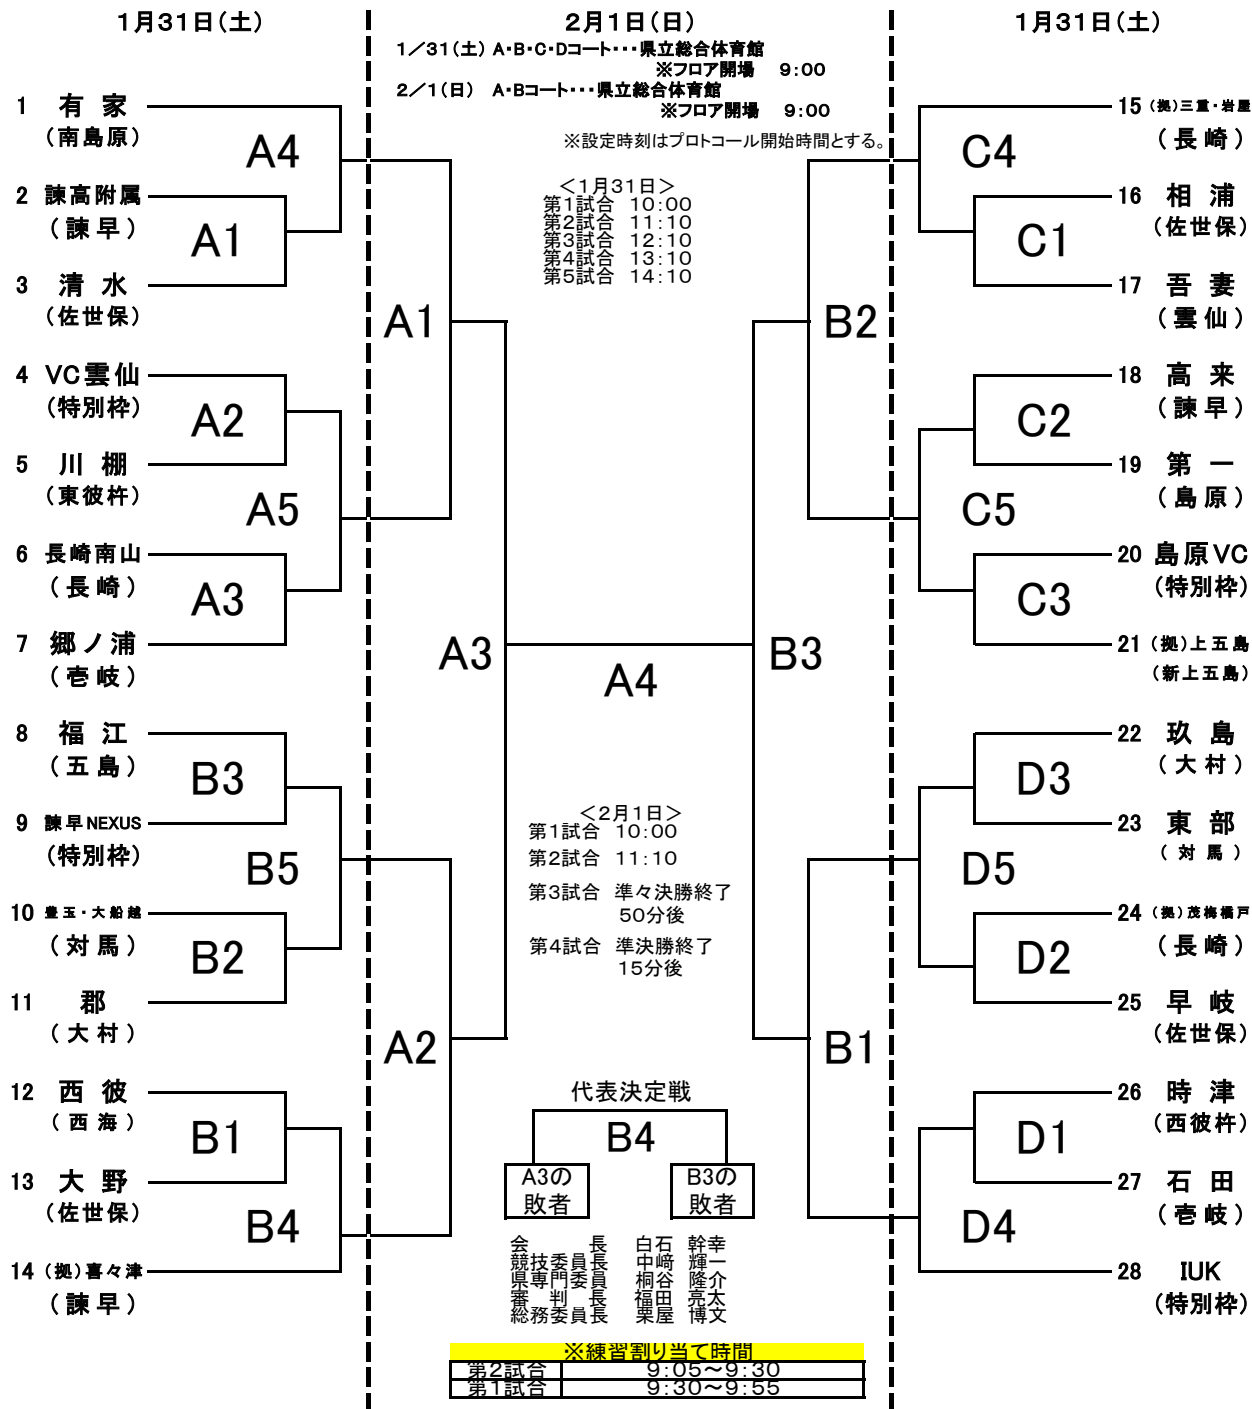 1月31日(土)
2月1日(日)
1月31日(土)
1/31(土) A・B・C・Dコート・・・県立総合体育館
※フロア開場 9:00
2/1(日) A・Bコート・・・県立総合体育館
※フロア開場 9:00
※設定時刻はプロトコール開始時間とする。
<1月31日>
第1試合 10:00
第2試合 11:10
第3試合 12:10
第4試合 13:10
第5試合 14:10
1 有家
(南島原)
A4
2 諫高附属
(諫早)
A1
3 清水
(佐世保)
A1
4 VC雲仙
(特別枠)
A2
5 川棚
(東彼杵)
A5
6 長崎南山
(長崎)
A3
7 郷ノ浦
(壱岐)
A3
8 福江
(五島)
B3
9 諫早NEXUS
(特別枠)
B5
10 豊玉・大船越
(対馬)
B2
11 郡
(大村)
A2
12 西彼
(西海)
B1
13 大野
(佐世保)
B4
14 (拠)喜々津
(諫早)
A4
<2月1日>
第1試合 10:00
第2試合 11:10
第3試合 準々決勝終了
50分後
第4試合 準決勝終了
15分後
代表決定戦
B4
A3の
敗者
B3の
敗者
会長 白石 幹幸
競技委員長 中﨑 輝一
県専門委員 桐谷 隆介
審判長 福田 亮太
総務委員長 栗屋 博文
※練習割り当て時間
第2試合 9:05~9:30
第1試合 9:30~9:55
15 (拠)三重・岩屋
(長崎)
C4
16 相浦
(佐世保)
C1
17 吾妻
(雲仙)
B2
18 高来
(諫早)
C2
19 第一
(島原)
C5
20 島原VC
(特別枠)
C3
21 (拠)上五島
(新上五島)
B3
22 玖島
(大村)
D3
23 東部
(対馬)
D5
24 (拠)茂梅橘戸
(長崎)
D2
25 早岐
(佐世保)
B1
26 時津
(西彼杵)
D1
27 石田
(壱岐)
D4
28 IUK
(特別枠)